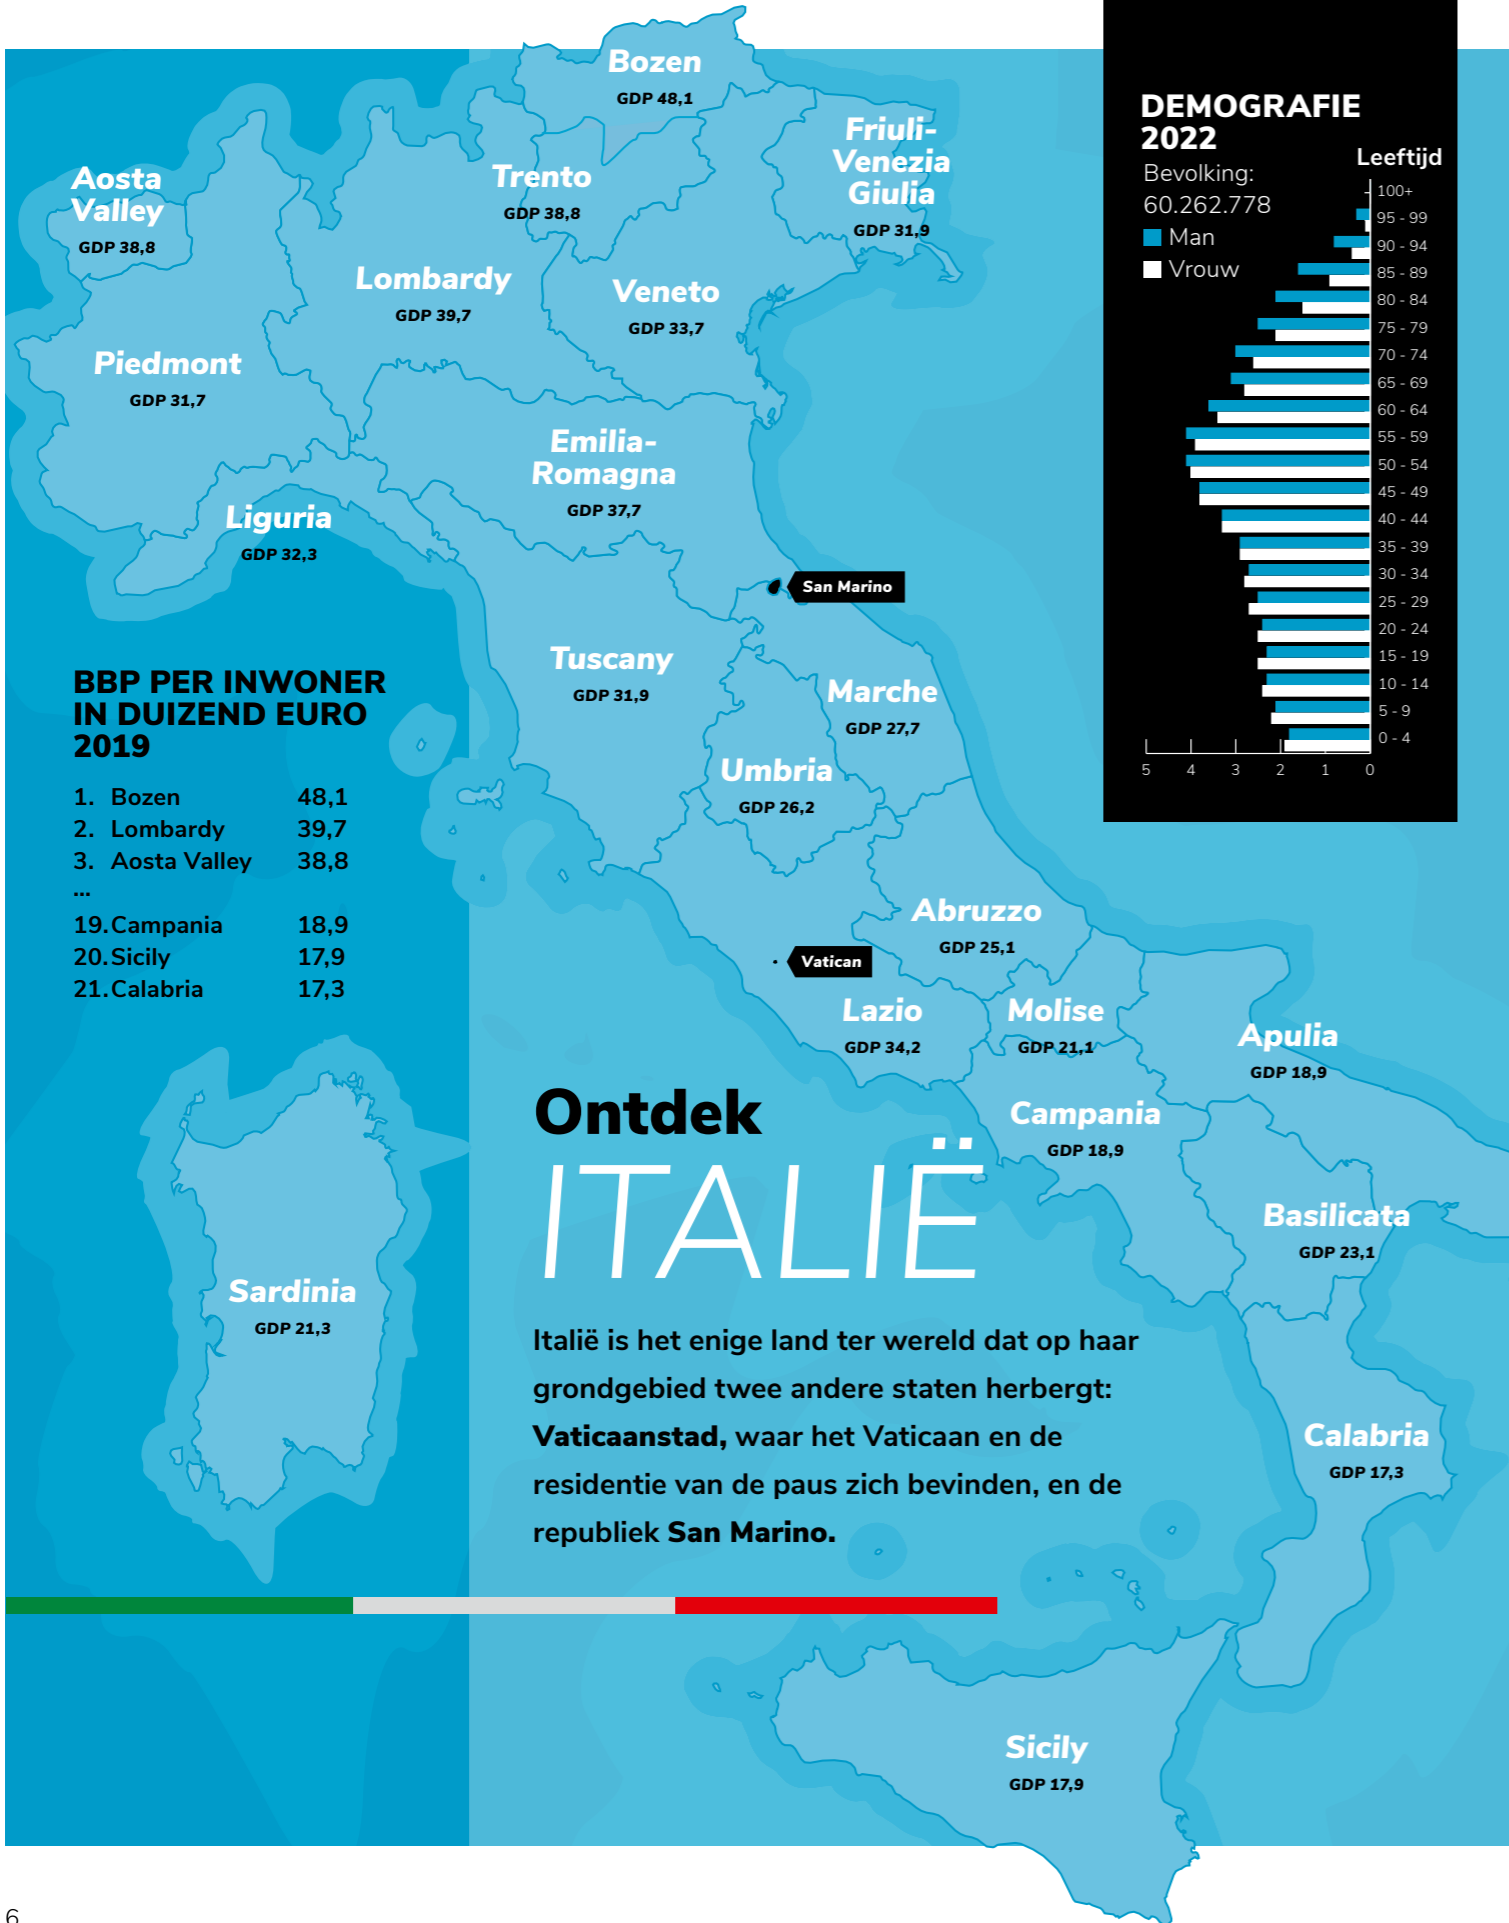 Bozen
GDP 48,1
Friuli-
Venezia
Giulia
GDP 31,9
Aosta
Valley
GDP 38,8
Trento
GDP 38,8
Lombardy
GDP 39,7
Veneto
GDP 33,7
Piedmont
GDP 31,7
Emilia-
Romagna
GDP 37,7
Liguria
GDP 32,3
San Marino
Tuscany
GDP 31,9
Marche
GDP 27,7
Umbria
GDP 26,2
Abruzzo
GDP 25,1
Vatican
Lazio
GDP 34,2
Molise
GDP 21,1
Apulia
GDP 18,9
Campania
GDP 18,9
Basilicata
GDP 23,1
Sardinia
GDP 21,3
Calabria
GDP 17,3
Sicily
GDP 17,9
DEMOGRAFIE
2022
Bevolking:
60.262.778
Man
Vrouw
Leeftijd
100+
95 - 99
90 - 94
85 - 89
80 - 84
75 - 79
70 - 74
65 - 69
60 - 64
55 - 59
50 - 54
45 - 49
40 - 44
35 - 39
30 - 34
25 - 29
20 - 24
15 - 19
10 - 14
5 - 9
0 - 4
5 4 3 2 1 0
BBP PER INWONER
IN DUIZEND EURO
2019
1. Bozen 48,1
2. Lombardy 39,7
3. Aosta Valley 38,8
...
19. Campania 18,9
20. Sicily 17,9
21. Calabria 17,3
Ontdek
ITALIË
Italië is het enige land ter wereld dat op haar
grondgebied twee andere staten herbergt:
Vaticaanstad, waar het Vaticaan en de
residentie van de paus zich bevinden, en de
republiek San Marino.
6